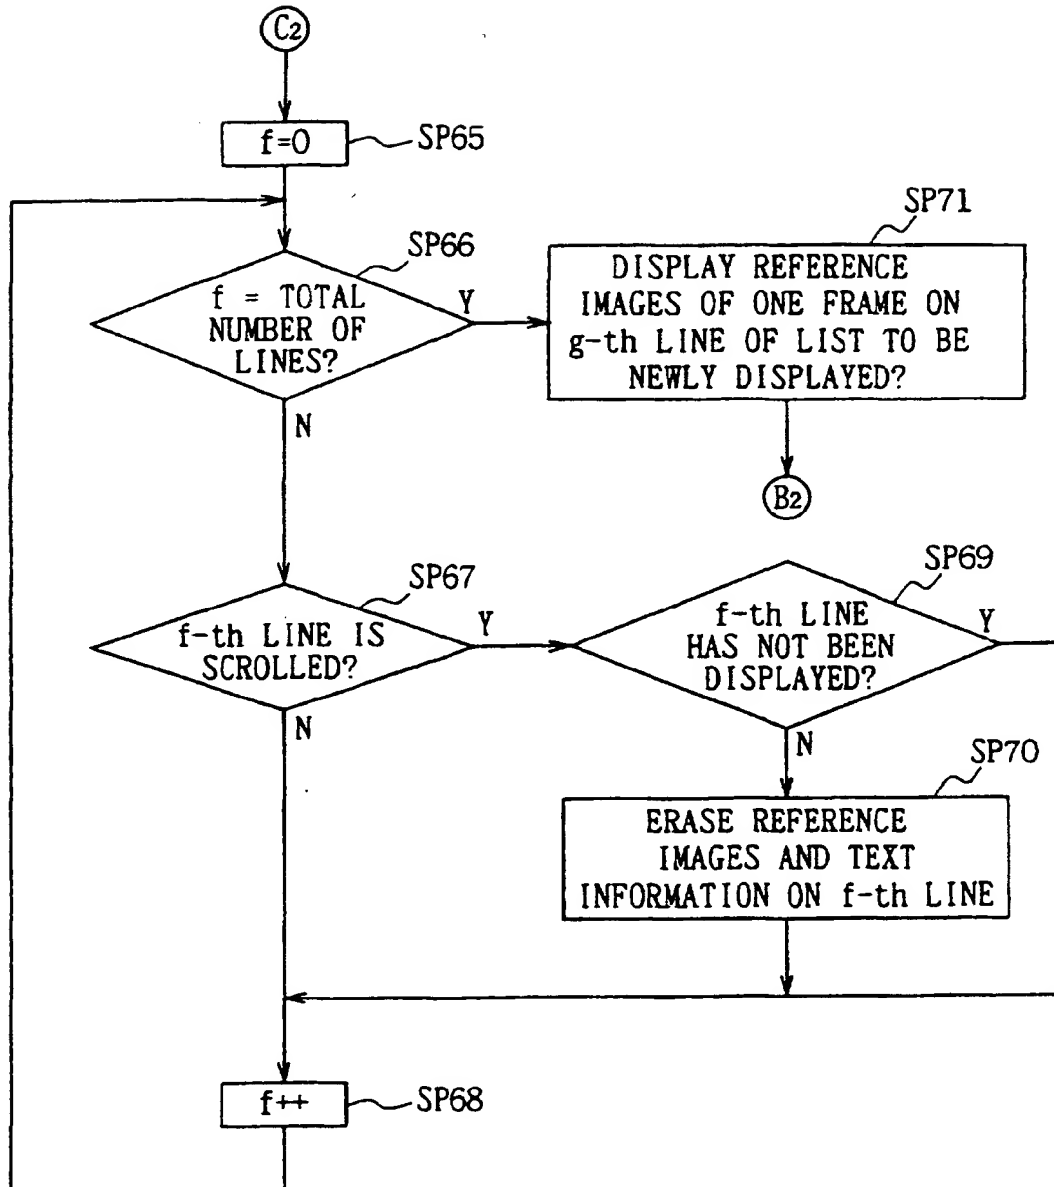 C2
f=0
SP65
SP66
f = TOTAL
NUMBER OF
LINES?
Y
N
SP71
DISPLAY REFERENCE
IMAGES OF ONE FRAME ON
g-th LINE OF LIST TO BE
NEWLY DISPLAYED?
B2
SP67
f-th LINE IS
SCROLLED?
Y
N
SP69
f-th LINE
HAS NOT BEEN
DISPLAYED?
Y
N
SP70
ERASE REFERENCE
IMAGES AND TEXT
INFORMATION ON f-th LINE
f++
SP68